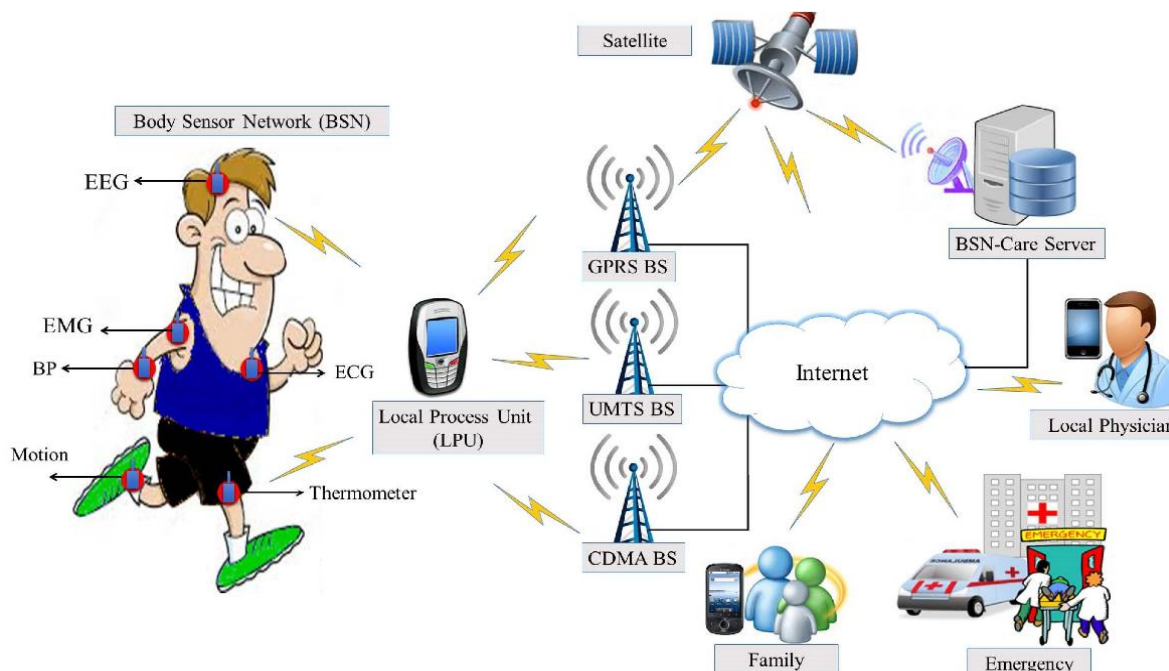 Satellite
Body Sensor Network (BSN)
EEG
BSN-Care Server
GPRS BS
EMG
BP
ECG
Internet
Local Process Unit
(LPU)
UMTS BS
Local Physician
Motion
Thermometer
EMERGENCY
CDMA BS
Family
Emergency